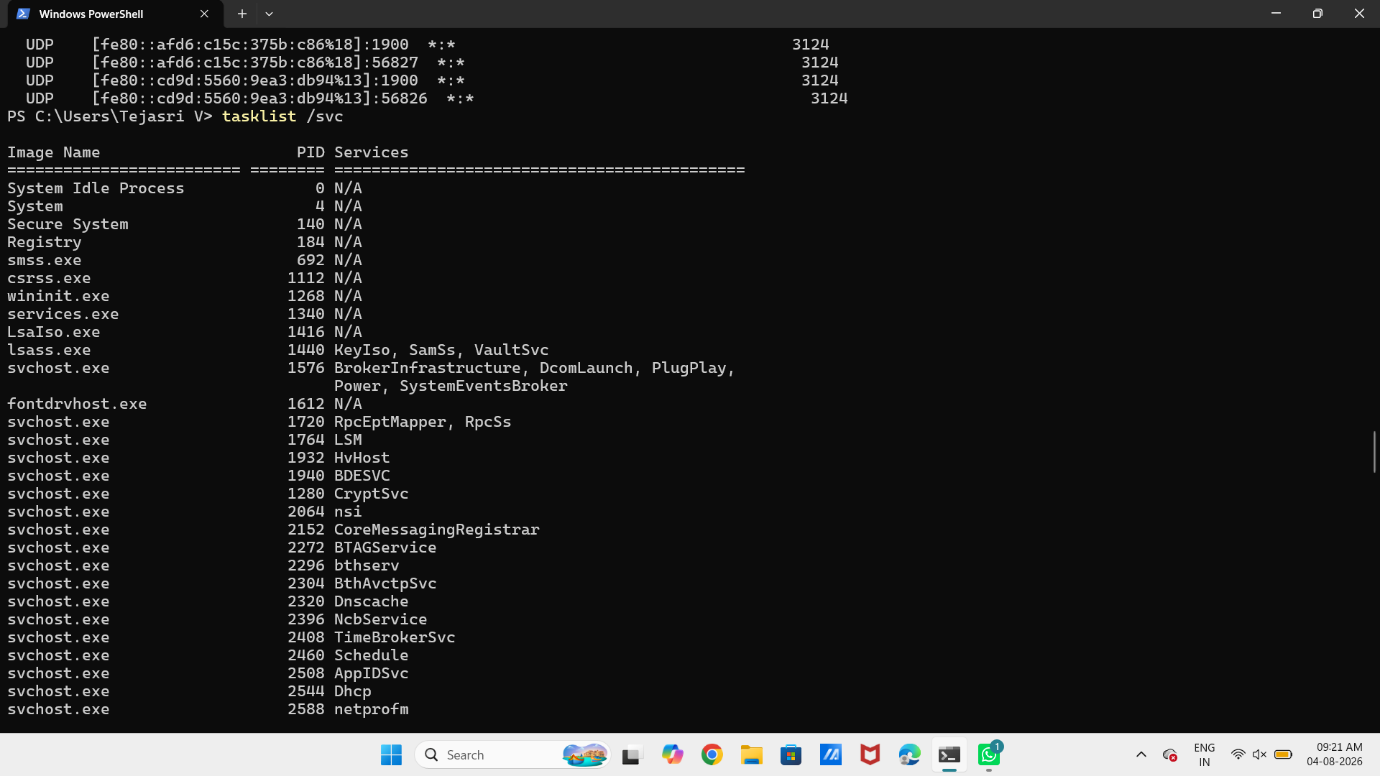 Windows PowerShell
UDP    [fe80::afd6:c15c:375b:c86%18]:1900  *:*                                    3124
UDP    [fe80::afd6:c15c:375b:c86%18]:56827  *:*                                    3124
UDP    [fe80::cd9d:5560:9ea3:db94%13]:1900  *:*                                    3124
UDP    [fe80::cd9d:5560:9ea3:db94%13]:56826  *:*                                    3124
PS C:\Users\Tejasri V> tasklist /svc
Image Name                     PID Services
========================= ======== ============================================
System Idle Process              0 N/A
System                           4 N/A
Secure System                  140 N/A
Registry                       184 N/A
smss.exe                       692 N/A
csrss.exe                     1112 N/A
wininit.exe                   1268 N/A
services.exe                  1340 N/A
LsaIso.exe                    1416 N/A
lsass.exe                     1440 KeyIso, SamSs, VaultSvc
svchost.exe                   1576 BrokerInfrastructure, DcomLaunch, PlugPlay,
                                   Power, SystemEventsBroker
fontdrvhost.exe               1612 N/A
svchost.exe                   1720 RpcEptMapper, RpcSs
svchost.exe                   1764 LSM
svchost.exe                   1932 HvHost
svchost.exe                   1940 BDESVC
svchost.exe                   1280 CryptSvc
svchost.exe                   2064 nsi
svchost.exe                   2152 CoreMessagingRegistrar
svchost.exe                   2272 BTAGService
svchost.exe                   2296 bthserv
svchost.exe                   2304 BthAvctpSvc
svchost.exe                   2320 Dnscache
svchost.exe                   2396 NcbService
svchost.exe                   2408 TimeBrokerSvc
svchost.exe                   2460 Schedule
svchost.exe                   2508 AppIDSvc
svchost.exe                   2544 Dhcp
svchost.exe                   2588 netprofm
Search
1
ENG
IN
09:21 AM
04-08-2026